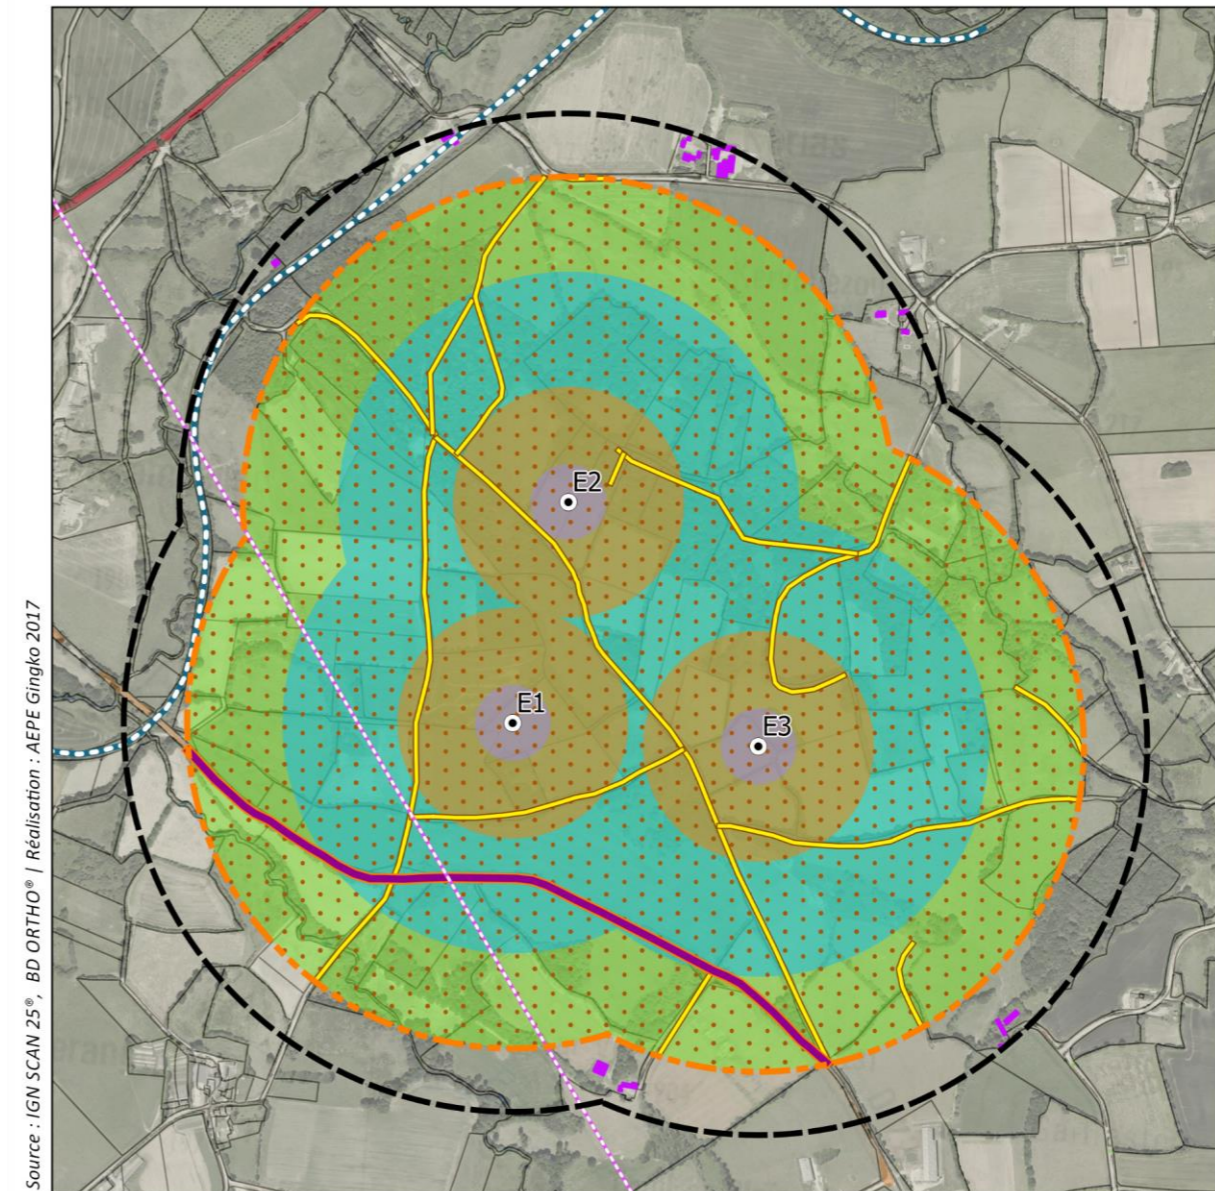 Source : IGN SCAN 25®, BD ORTHO® | Réalisation : AEPE Gingko 2017
E2
E1
E3